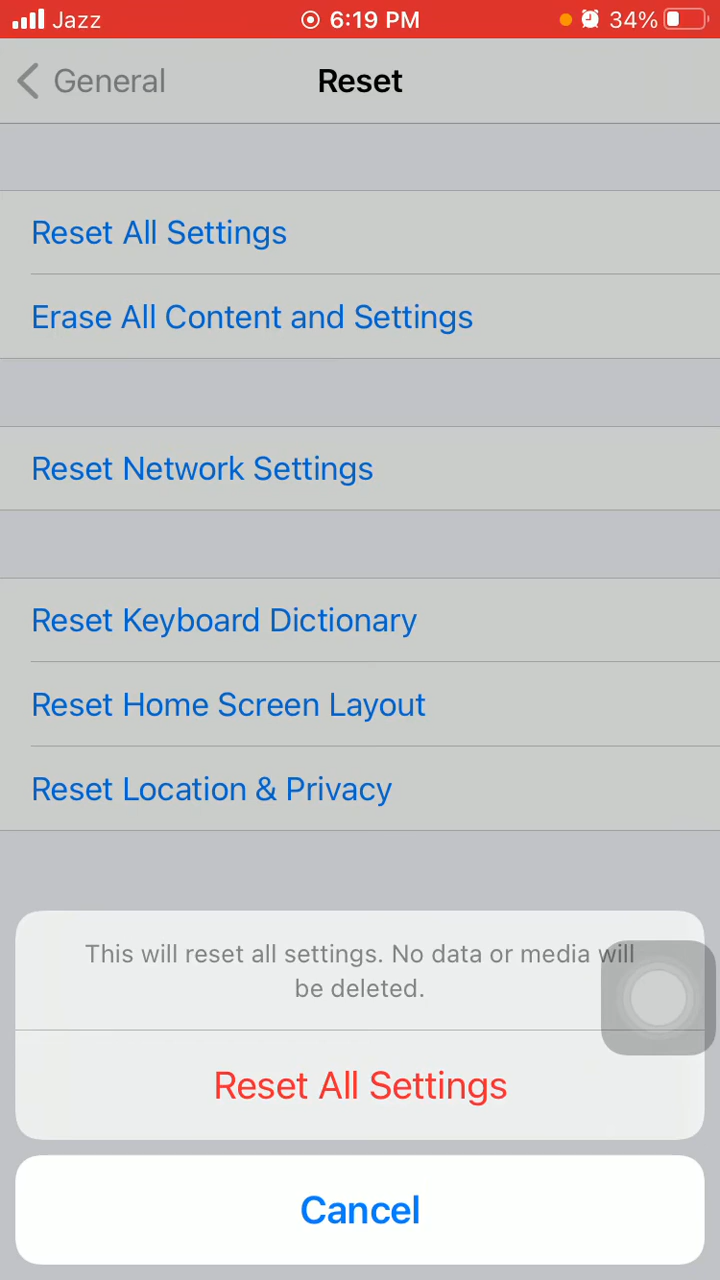 Jazz 6:19 PM 34%
General Reset
Reset All Settings
Erase All Content and Settings
Reset Network Settings
Reset Keyboard Dictionary
Reset Home Screen Layout
Reset Location & Privacy
This will reset all settings. No data or media will
be deleted.
Reset All Settings
Cancel